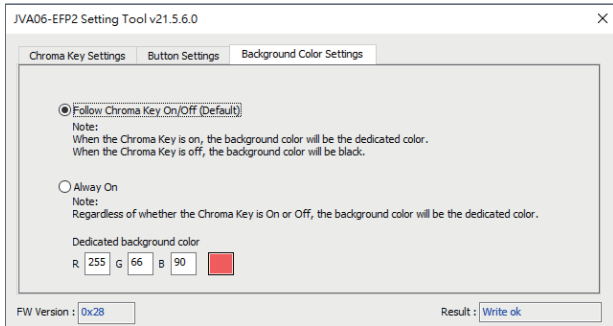 JVA06-EFP2 Setting Tool v21.5.6.0
Chroma Key Settings Button Settings Background Color Settings
Follow Chroma Key On/Off (Default)
Note:
When the Chroma Key is on, the background color will be the dedicated color.
When the Chroma Key is off, the background color will be black.
Alway On
Note:
Regardless of whether the Chroma Key is On or Off, the background color will be the dedicated color.
Dedicated background color
R 255 G 66 B 90
FW Version : 0x28 Result : Write ok